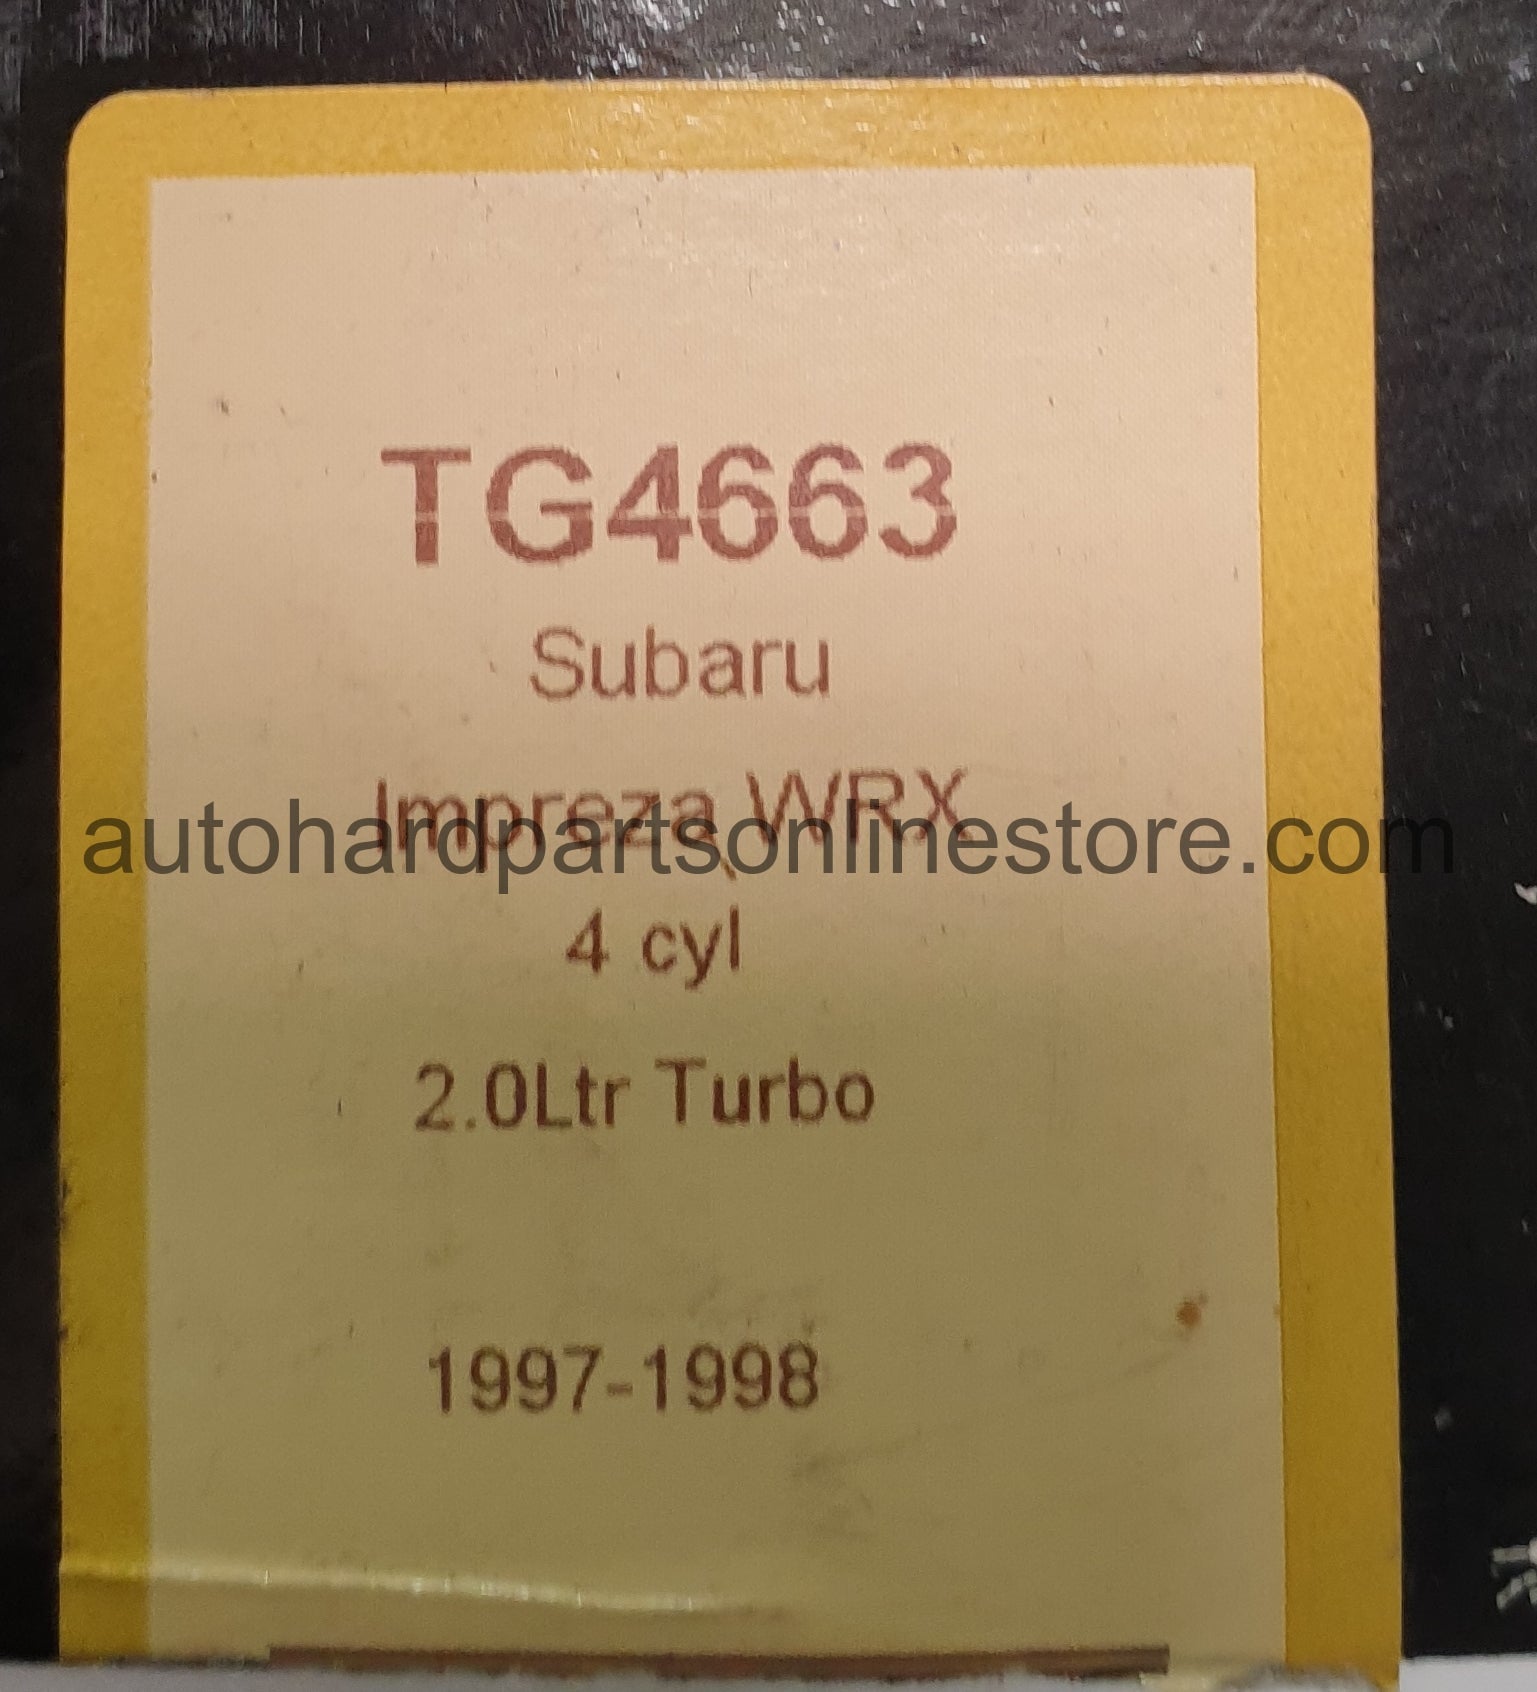 TG4663
Subaru
Impreza WRX
autohardpartsonlinestore.com
4 cyl
2.0Ltr Turbo
1997-1998